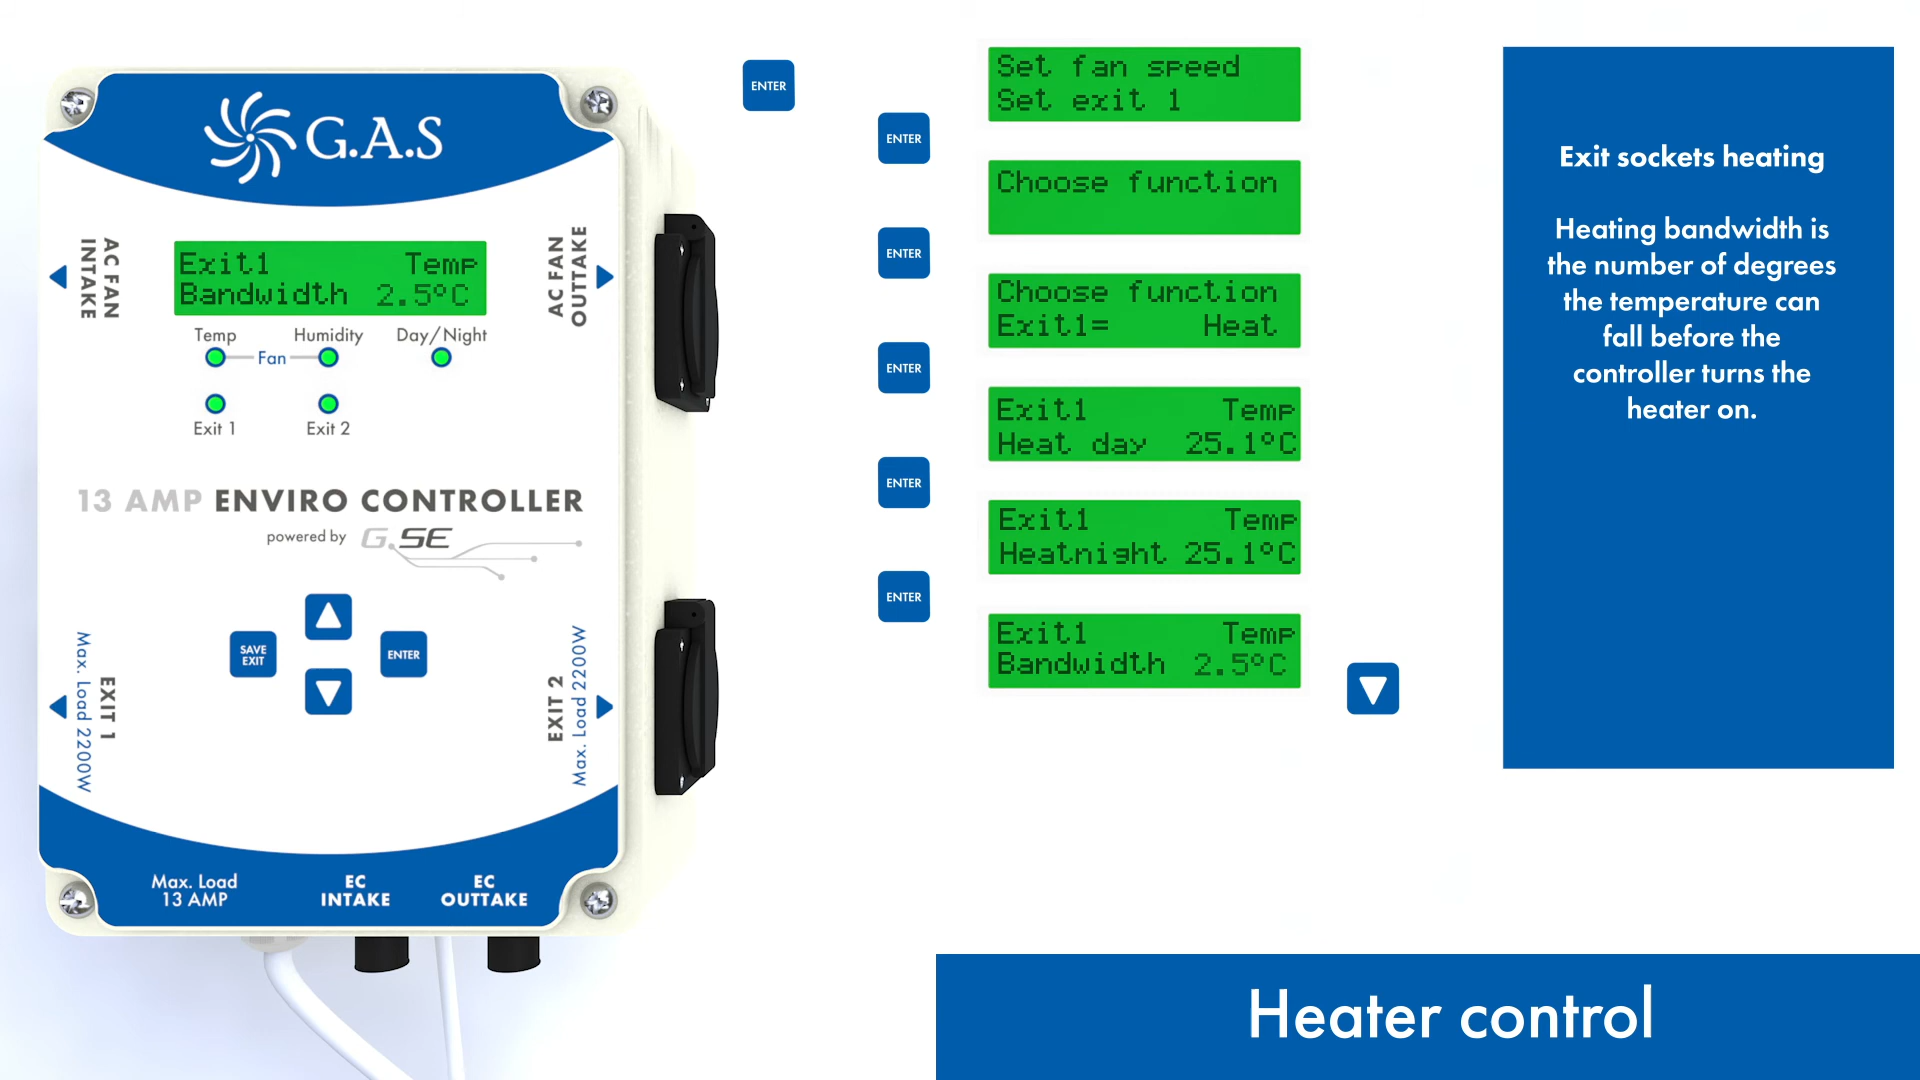 G.A.S
AC FAN
INTAKE
AC FAN
OUTTAKE
Exit1 Temp
Bandwidth 2.5ºC
Temp Humidity Day/Night
Fan
Exit 1 Exit 2
13 AMP ENVIRO CONTROLLER
powered by G.SE
SAVE
EXIT
ENTER
EXIT 1
Max. Load 2200W
EXIT 2
Max. Load 2200W
Max. Load
13 AMP
EC
INTAKE
EC
OUTTAKE
ENTER
ENTER
ENTER
ENTER
ENTER
ENTER
Set fan speed
Set exit 1
Choose function
Choose function
Exit1= Heat
Exit1 Temp
Heat day 25.1ºC
Exit1 Temp
Heatnight 25.1ºC
Exit1 Temp
Bandwidth 2.5ºC
Exit sockets heating
Heating bandwidth is
the number of degrees
the temperature can
fall before the
controller turns the
heater on.
Heater control